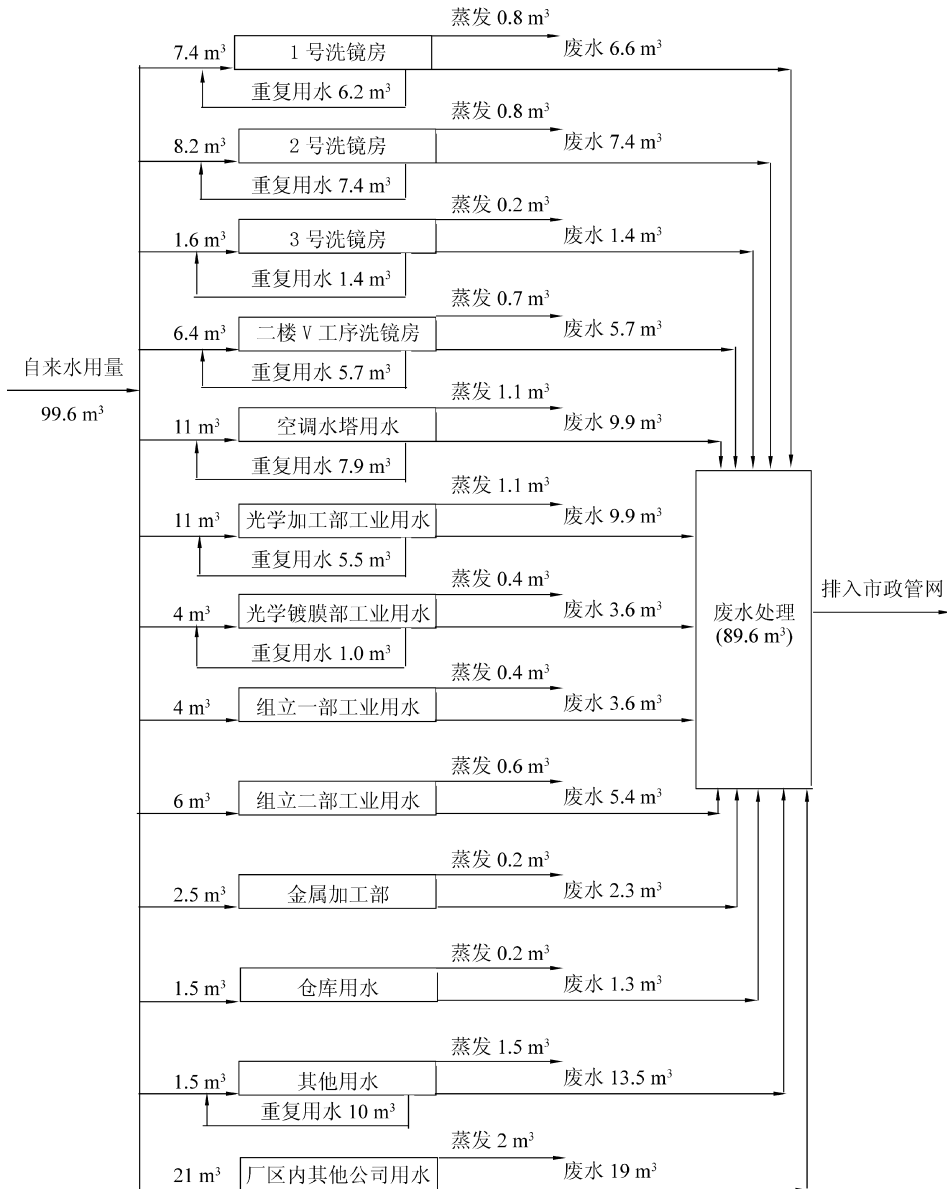 蒸发 0.8 m³
7.4 m³
1 号洗镜房
废水 6.6 m³
重复用水 6.2 m³
蒸发 0.8 m³
8.2 m³
2 号洗镜房
废水 7.4 m³
重复用水 7.4 m³
蒸发 0.2 m³
1.6 m³
3 号洗镜房
废水 1.4 m³
重复用水 1.4 m³
蒸发 0.7 m³
6.4 m³
二楼 V 工序洗镜房
废水 5.7 m³
重复用水 5.7 m³
自来水用量
99.6 m³
蒸发 1.1 m³
11 m³
空调水塔用水
废水 9.9 m³
重复用水 7.9 m³
蒸发 1.1 m³
11 m³
光学加工部工业用水
废水 9.9 m³
重复用水 5.5 m³
蒸发 0.4 m³
4 m³
光学镀膜部工业用水
废水 3.6 m³
重复用水 1.0 m³
废水处理
(89.6 m³)
排入市政管网
蒸发 0.4 m³
4 m³
组立一部工业用水
废水 3.6 m³
蒸发 0.6 m³
6 m³
组立二部工业用水
废水 5.4 m³
蒸发 0.2 m³
2.5 m³
金属加工部
废水 2.3 m³
蒸发 0.2 m³
1.5 m³
仓库用水
废水 1.3 m³
蒸发 1.5 m³
1.5 m³
其他用水
废水 13.5 m³
重复用水 10 m³
蒸发 2 m³
21 m³
厂区内其他公司用水
废水 19 m³